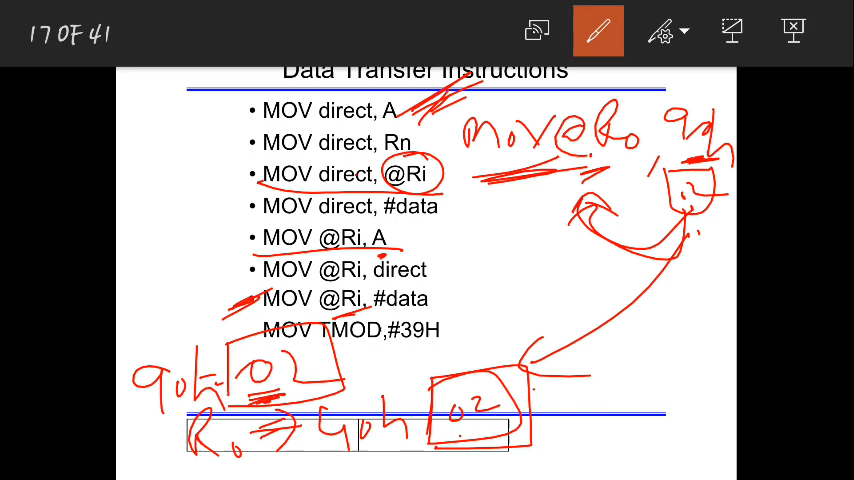 17 OF 41
Data Transfer Instructions
• MOV direct, A
• MOV direct, Rn
• MOV direct, @Ri
• MOV direct, #data
• MOV @Ri, A
• MOV @Ri, direct
• MOV @Ri, #data
MOV TMOD,#39H
MOV @R0, 90h
02
90h- 02
R0 ⇒ 40h 02